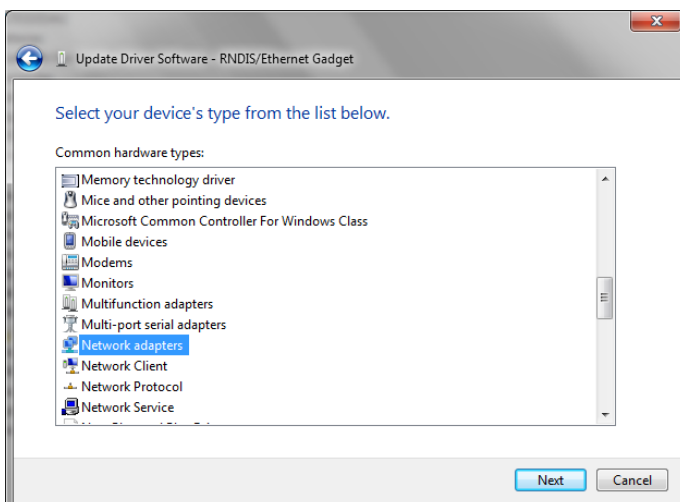 Update Driver Software - RNDIS/Ethernet Gadget
Select your device's type from the list below.
Common hardware types:
Memory technology driver
Mice and other pointing devices
Microsoft Common Controller For Windows Class
Mobile devices
Modems
Monitors
Multifunction adapters
Multi-port serial adapters
Network adapters
Network Client
Network Protocol
Network Service
Next Cancel